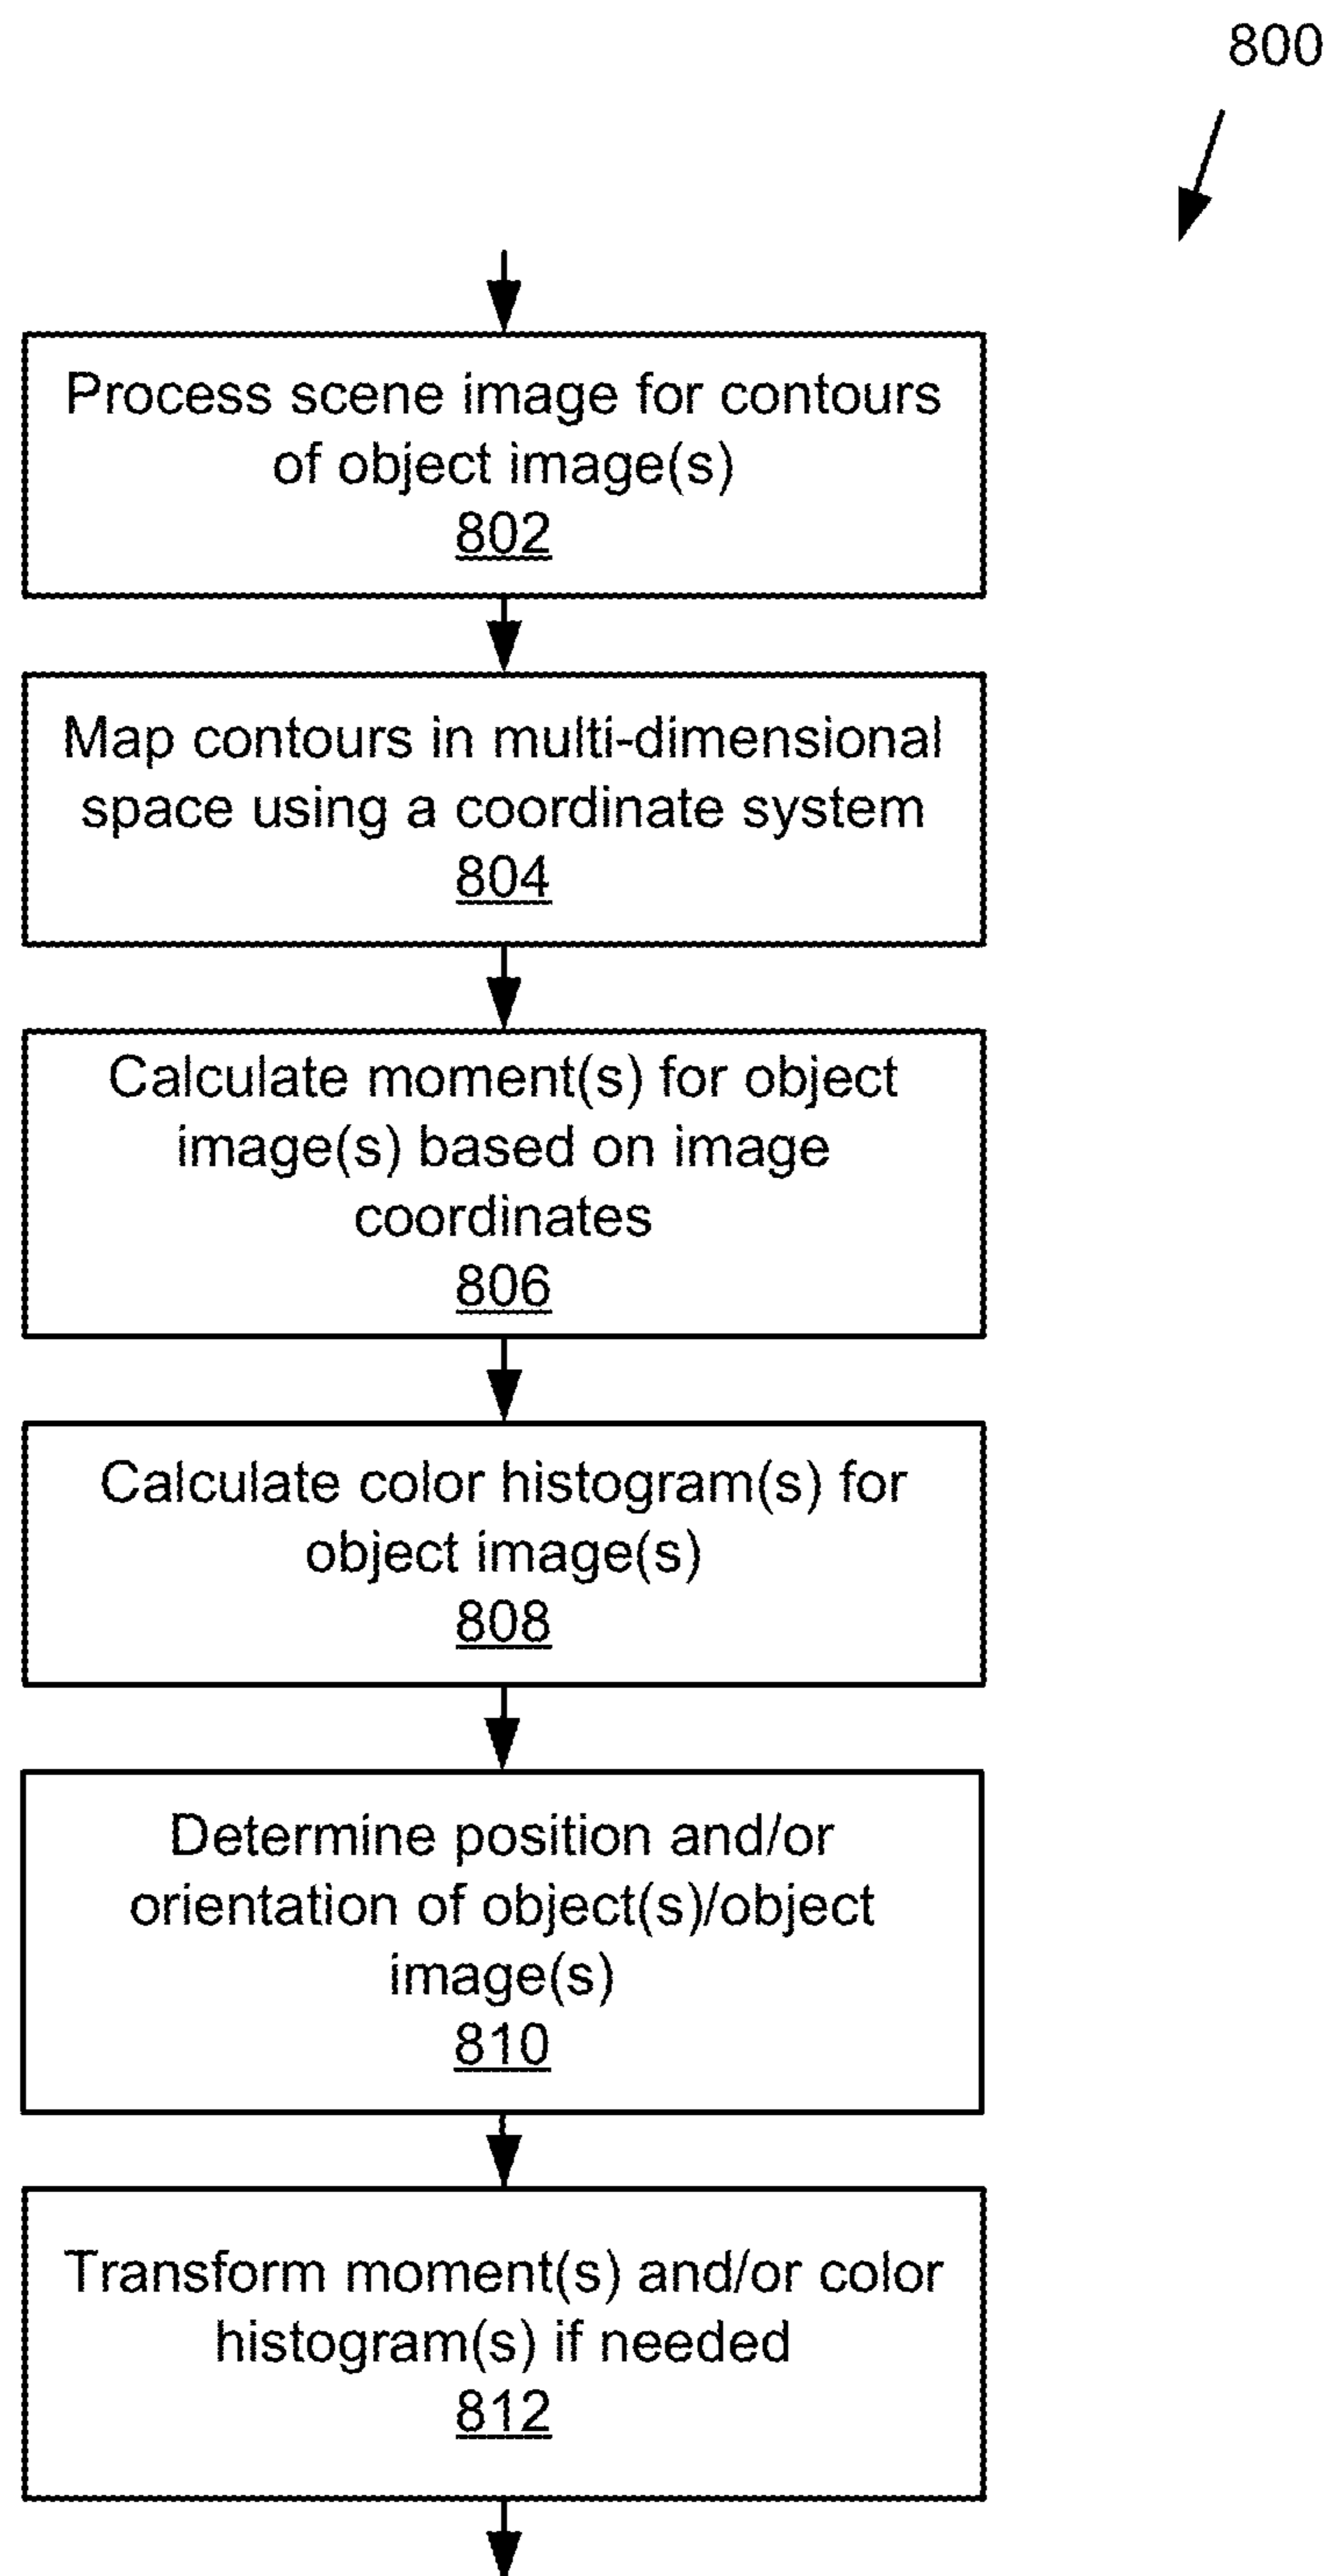 800
Process scene image for contours
of object image(s)
802
Map contours in multi-dimensional
space using a coordinate system
804
Calculate moment(s) for object
image(s) based on image
coordinates
806
Calculate color histogram(s) for
object image(s)
808
Determine position and/or
orientation of object(s)/object
image(s)
810
Transform moment(s) and/or color
histogram(s) if needed
812